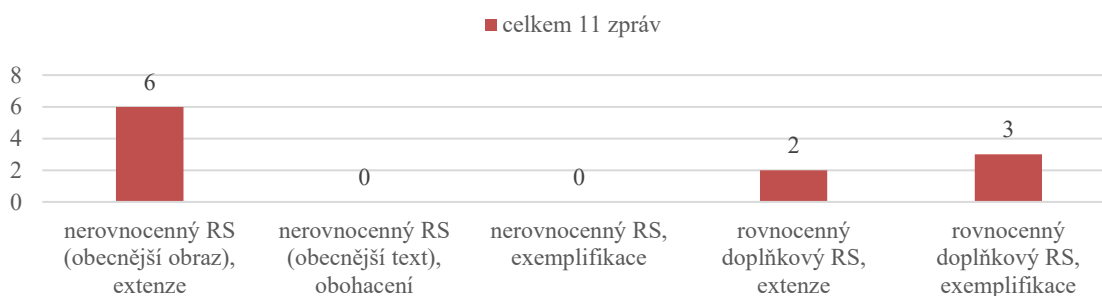 celkem 11 zpráv
8
6
4
2
0
6
0
0
2
3
nerovnocenný RS
(obecnější obraz),
extenze
nerovnocenný RS
(obecnější text),
obohacení
nerovnocenný RS,
exemplifikace
rovnocenný
doplňkový RS,
extenze
rovnocenný
doplňkový RS,
exemplifikace